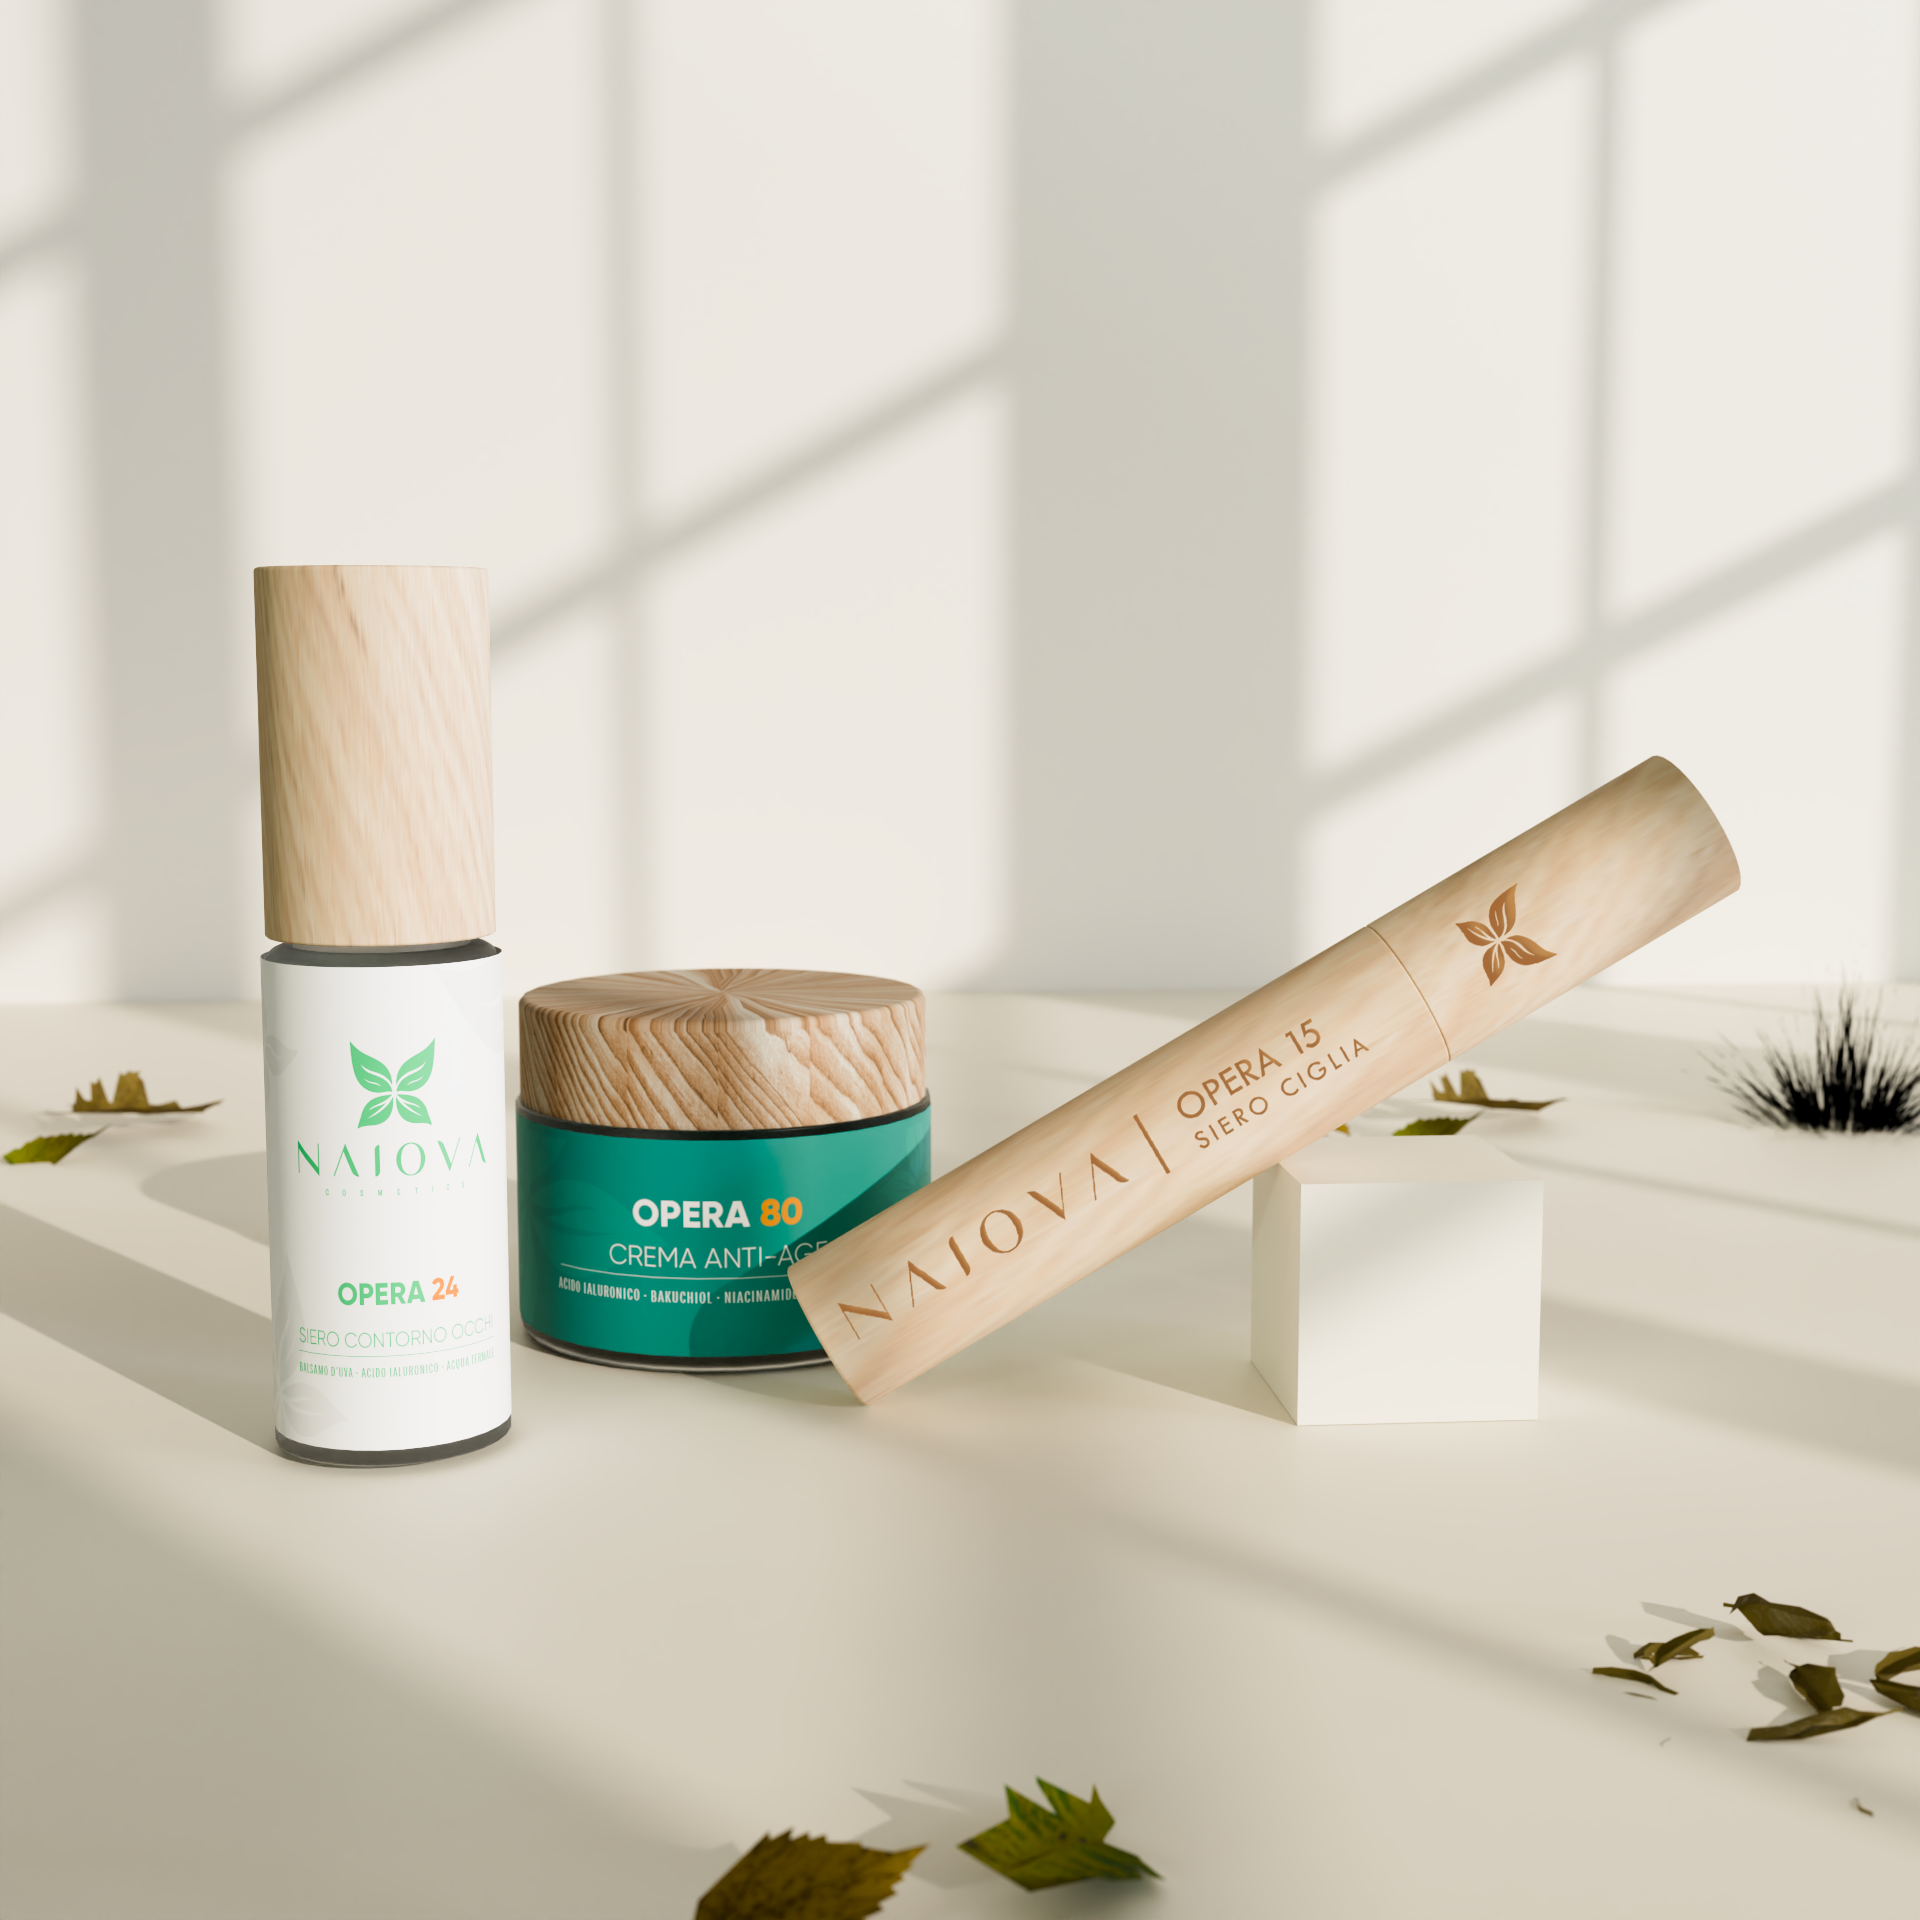 NAIOVA
COSMETICS
OPERA 24
SIERO CONTORNO OCCHI
BALSAMO D'UVA - ACIDO IALURONICO - ACQUA TERMALE
OPERA 80
CREMA ANTI-AGE
ACIDO IALURONICO - BAKUCHIOL - NIACINAMIDE
NAIOVA
OPERA 15
SIERO CIGLIA